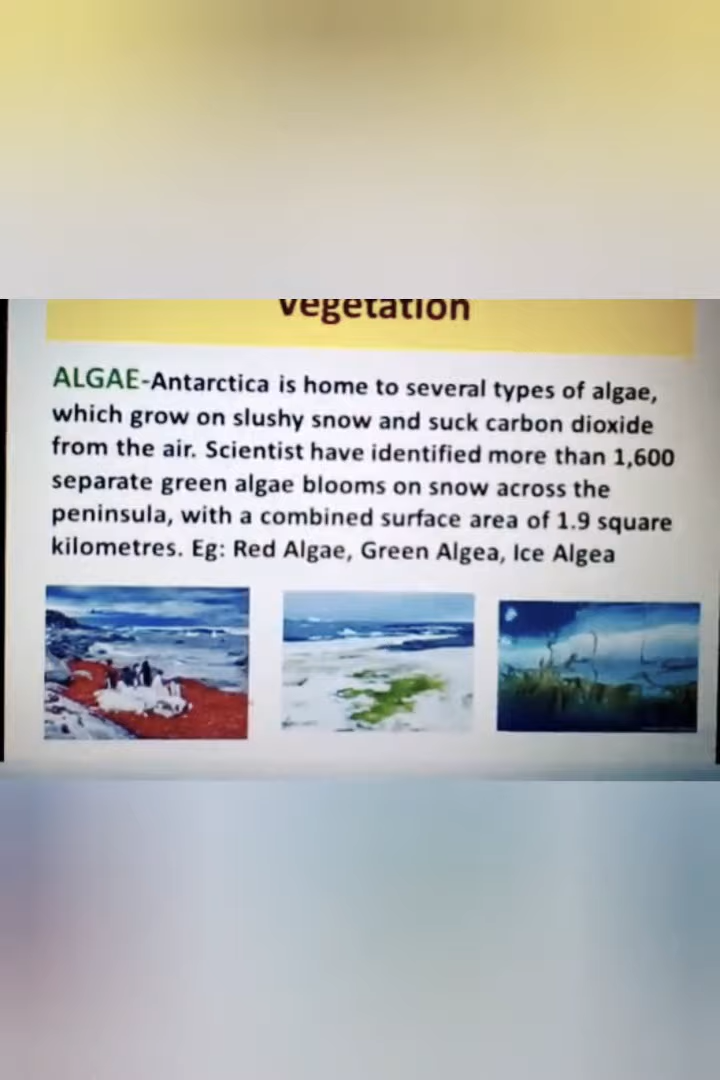 vegetation
ALGAE-Antarctica is home to several types of algae,
which grow on slushy snow and suck carbon dioxide
from the air. Scientist have identified more than 1,600
separate green algae blooms on snow across the
peninsula, with a combined surface area of 1.9 square
kilometres. Eg: Red Algae, Green Algea, Ice Algea